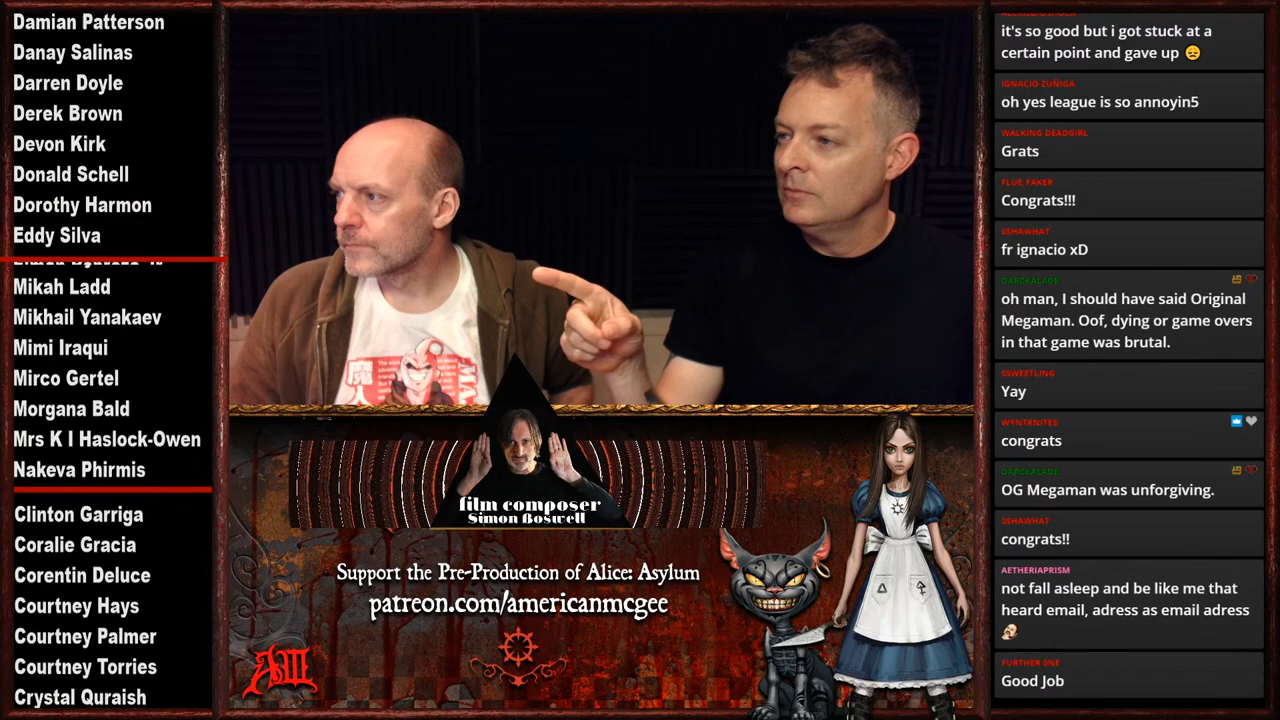 Damian Patterson
Danay Salinas
Darren Doyle
Derek Brown
Devon Kirk
Donald Schell
Dorothy Harmon
Eddy Silva
Mikah Ladd
Mikhail Yanakaev
Mimi Iraqui
Mirco Gertel
Morgana Bald
Mrs K I Haslock-Owen
Nakeva Phirmis
Clinton Garriga
Coralie Gracia
Corentin Deluce
Courtney Hays
Courtney Palmer
Courtney Torries
Crystal Quraish
film composer
Simon Boswell
Support the Pre-Production of Alice: Asylum
patreon.com/americanmcgee
it's so good but i got stuck at a
certain point and gave up
IGNACIO ZUÑIGA
oh yes league is so annoyin5
WALKING DEADGIRL
Grats
FLUE FAKER
Congrats!!!
0SHAWHAT
fr ignacio xD
DARCKALADE
oh man, I should have said Original
Megaman. Oof, dying or game overs
in that game was brutal.
SSWEETLING
Yay
WYNTRNITES
congrats
DARCKALADE
OG Megaman was unforgiving.
0SHAWHAT
congrats!!
AETHERIAPRISM
not fall asleep and be like me that
heard email, adress as email adress
FURTHER 0NE
Good Job